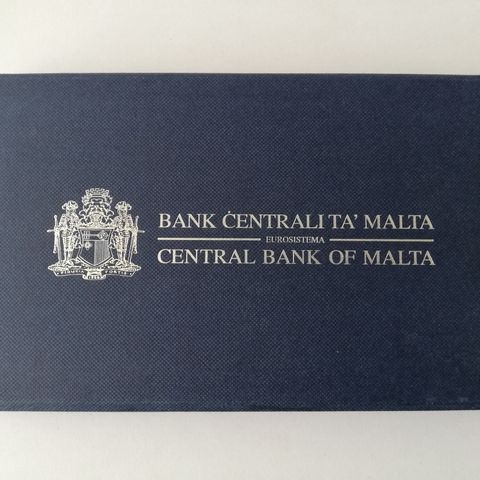 BANK ĊENTRALI TA' MALTA
EUROSISTEMA
CENTRAL BANK OF MALTA